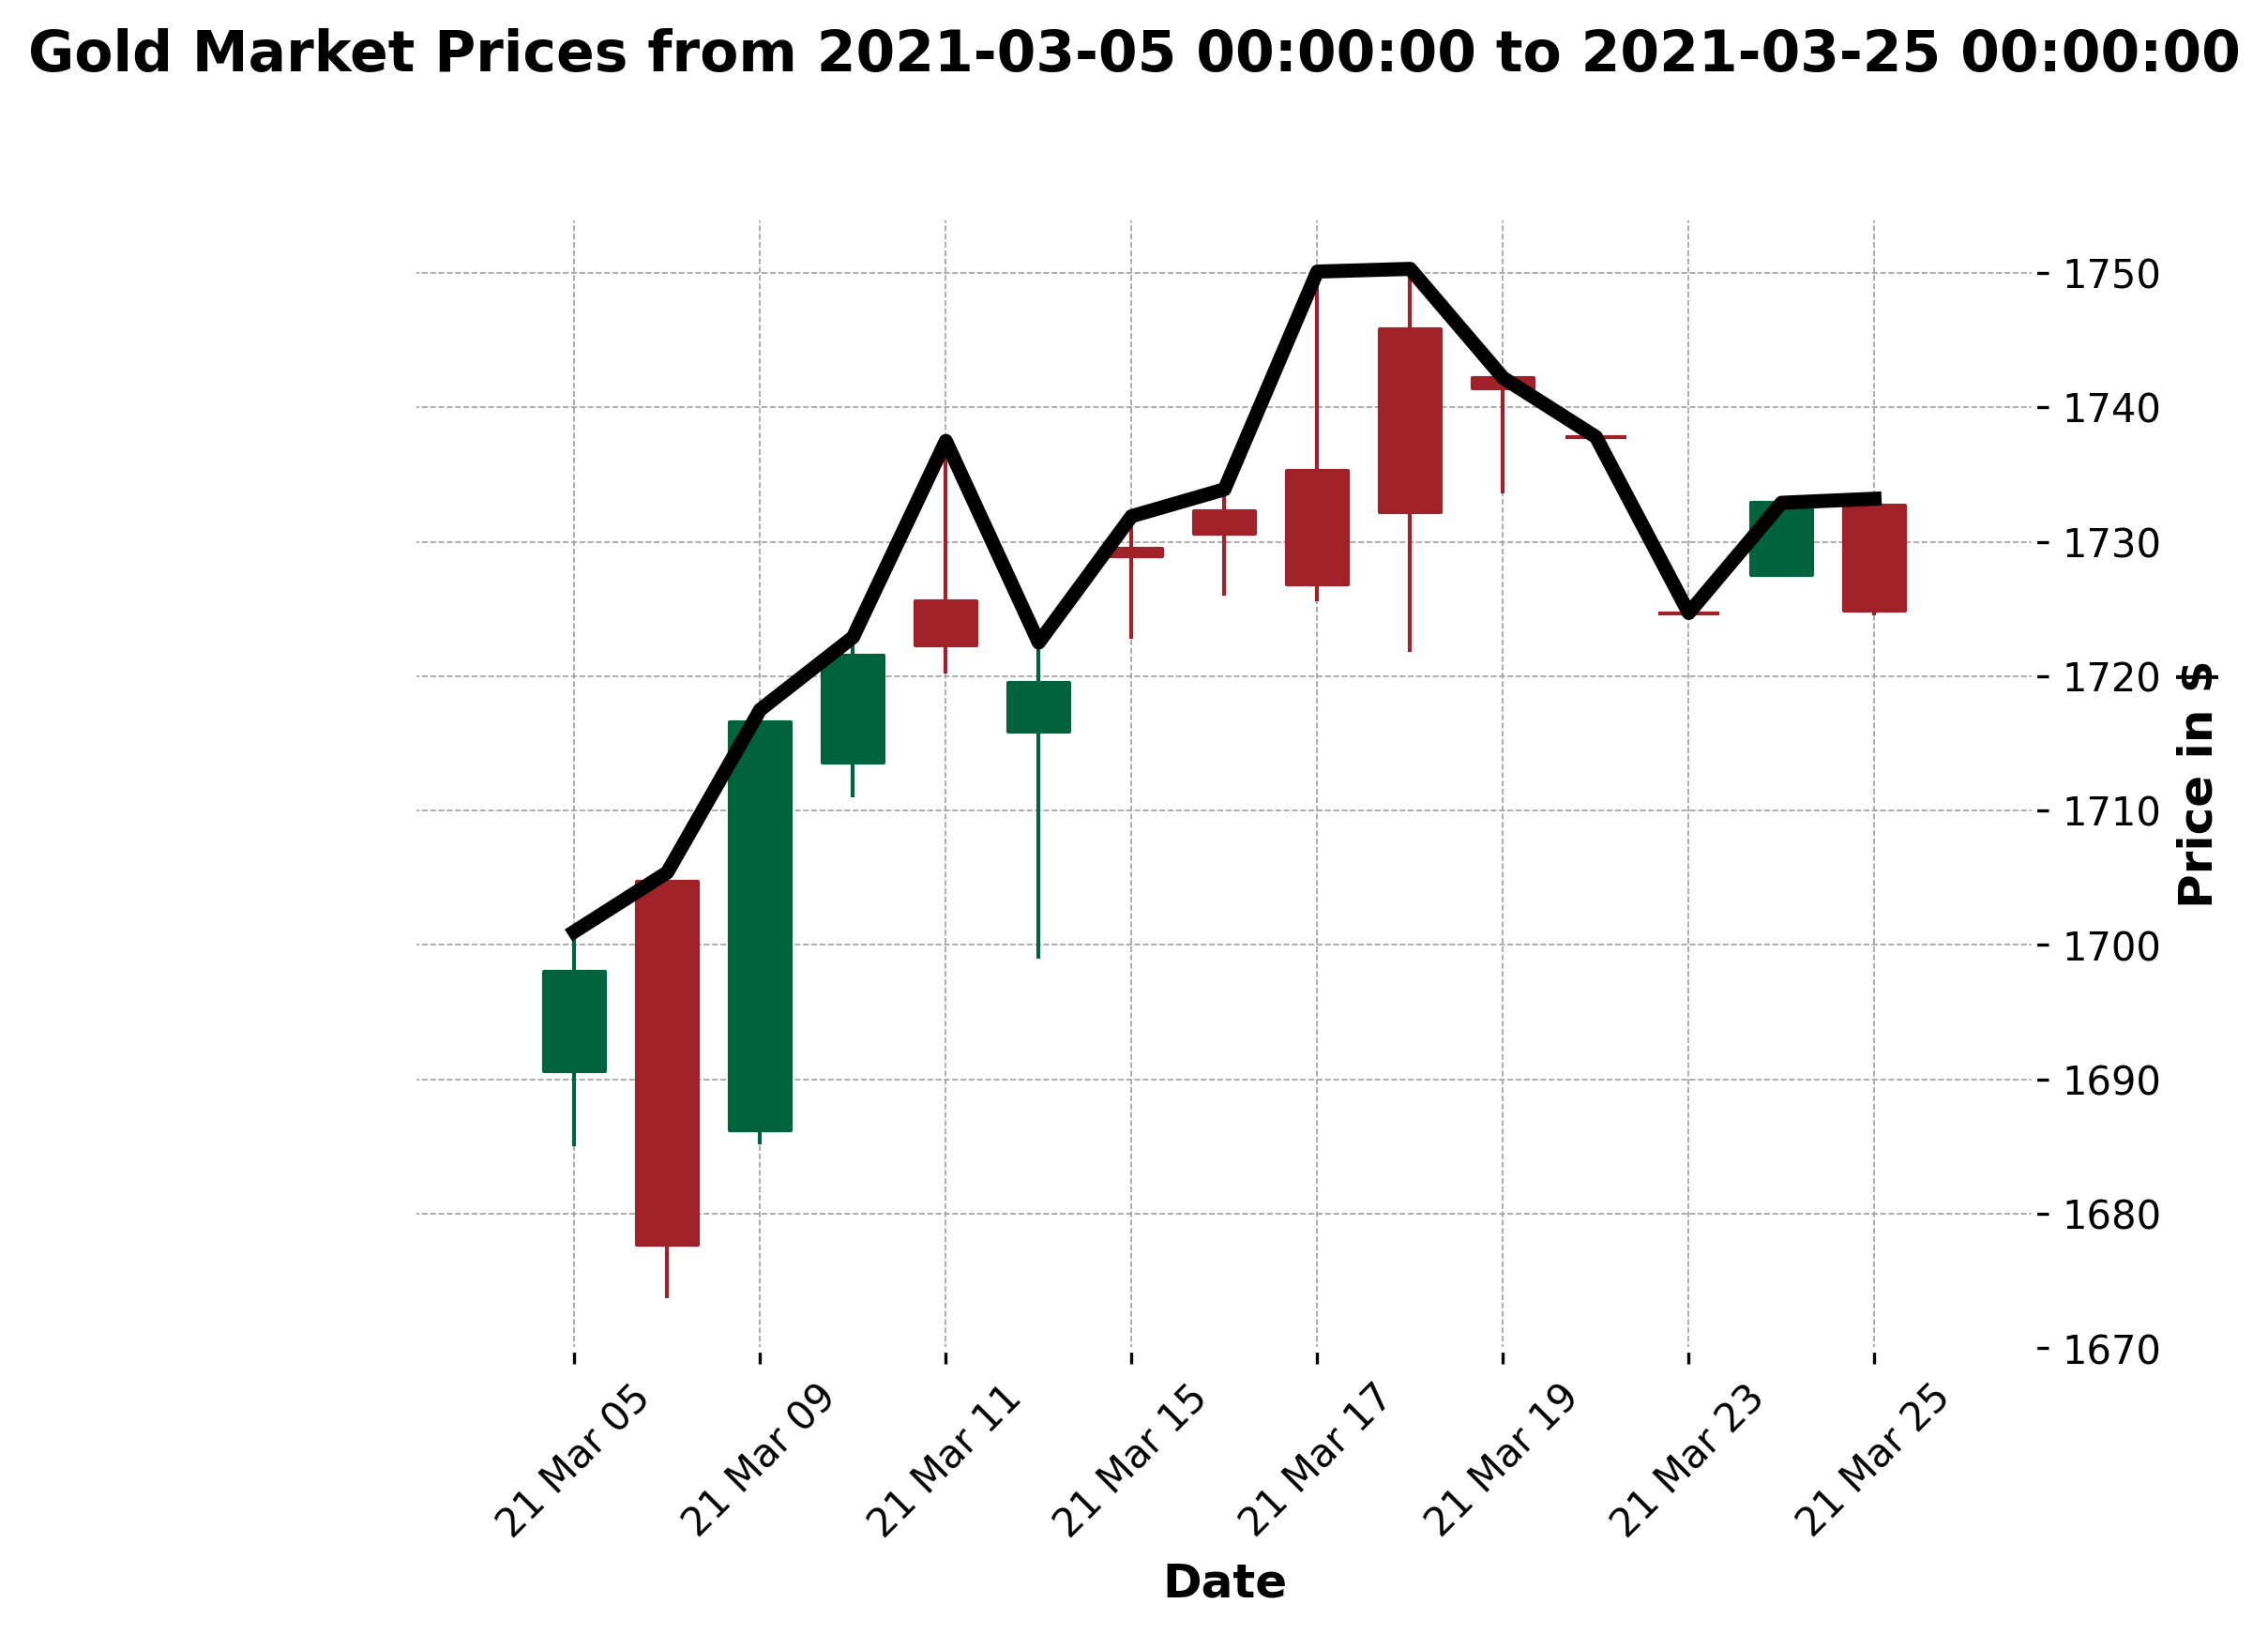 Gold Market Prices from 2021-03-05 00:00:00 to 2021-03-25 00:00:00
1750
1740
1730
1720
1710
1700
1690
1680
1670
Price in $
21 Mar 05
21 Mar 09
21 Mar 11
21 Mar 15
21 Mar 17
21 Mar 19
21 Mar 23
21 Mar 25
Date